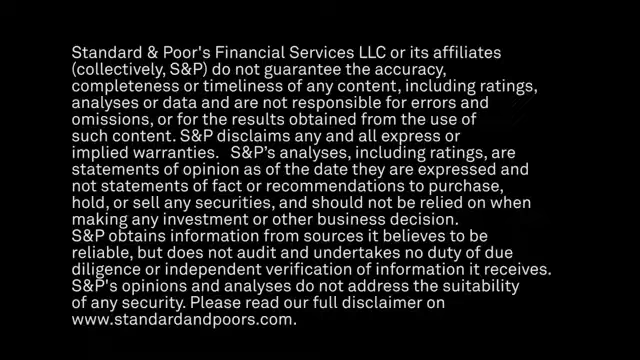 Standard & Poor's Financial Services LLC or its affiliates
(collectively, S&P) do not guarantee the accuracy,
completeness or timeliness of any content, including ratings,
analyses or data and are not responsible for errors and
omissions, or for the results obtained from the use of
such content. S&P disclaims any and all express or
implied warranties.   S&P's analyses, including ratings, are
statements of opinion as of the date they are expressed and
not statements of fact or recommendations to purchase,
hold, or sell any securities, and should not be relied on when
making any investment or other business decision.
S&P obtains information from sources it believes to be
reliable, but does not audit and undertakes no duty of due
diligence or independent verification of information it receives.
S&P's opinions and analyses do not address the suitability
of any security. Please read our full disclaimer on
www.standardandpoors.com.